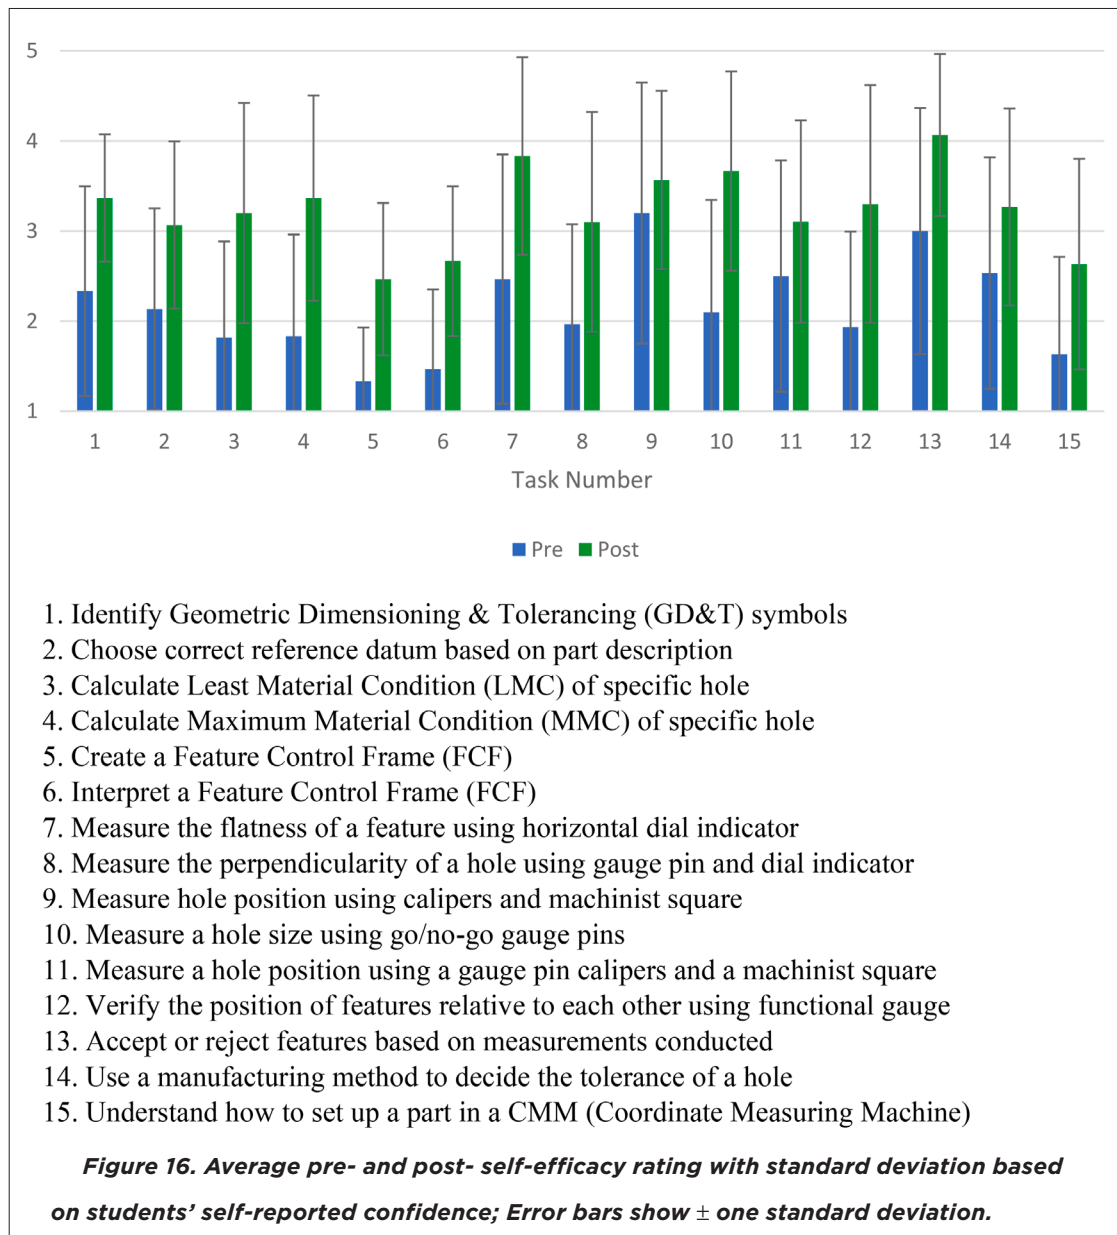 5
4
3
2
1
1 2 3 4 5 6 7 8 9 10 11 12 13 14 15
Task Number
Pre Post
1. Identify Geometric Dimensioning & Tolerancing (GD&T) symbols
2. Choose correct reference datum based on part description
3. Calculate Least Material Condition (LMC) of specific hole
4. Calculate Maximum Material Condition (MMC) of specific hole
5. Create a Feature Control Frame (FCF)
6. Interpret a Feature Control Frame (FCF)
7. Measure the flatness of a feature using horizontal dial indicator
8. Measure the perpendicularity of a hole using gauge pin and dial indicator
9. Measure hole position using calipers and machinist square
10. Measure a hole size using go/no-go gauge pins
11. Measure a hole position using a gauge pin calipers and a machinist square
12. Verify the position of features relative to each other using functional gauge
13. Accept or reject features based on measurements conducted
14. Use a manufacturing method to decide the tolerance of a hole
15. Understand how to set up a part in a CMM (Coordinate Measuring Machine)
Figure 16. Average pre- and post- self-efficacy rating with standard deviation based
on students’ self-reported confidence; Error bars show ± one standard deviation.